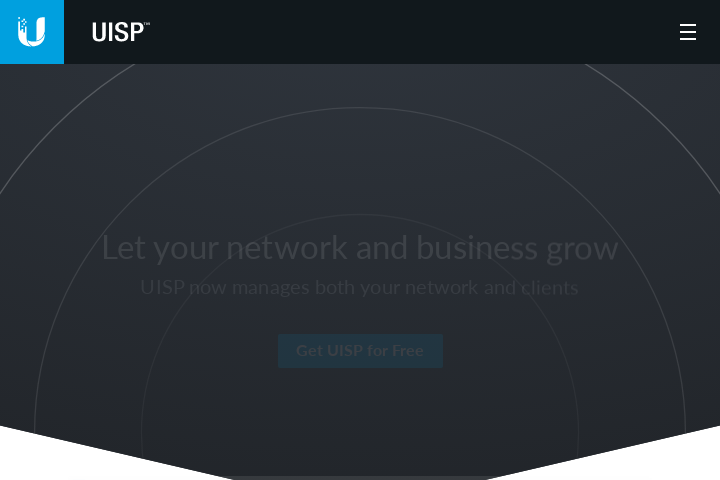 UISP™
Let your network and business grow
UISP now manages both your network and clients
Get UISP for Free